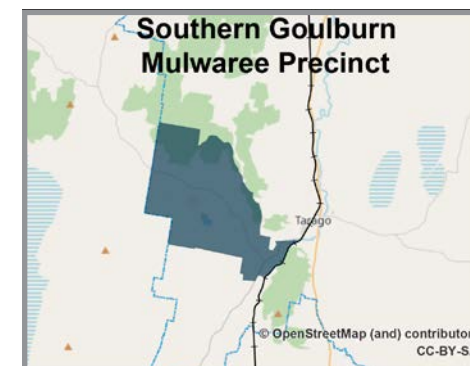 Southern Goulburn
Mulwaree Precinct
Tarago
© OpenStreetMap (and) contributor
CC-BY-S